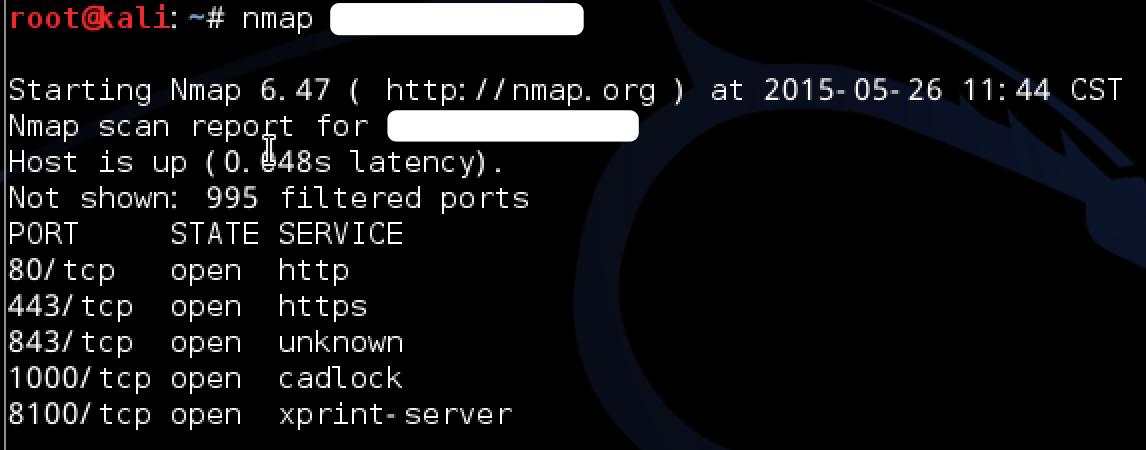 root@kali:~# nmap
Starting Nmap 6.47 ( http://nmap.org ) at 2015-05-26 11:44 CST
Nmap scan report for
Host is up (0.048s latency).
Not shown: 995 filtered ports
PORT STATE SERVICE
80/tcp open http
443/tcp open https
843/tcp open unknown
1000/tcp open cadlock
8100/tcp open xprint-server